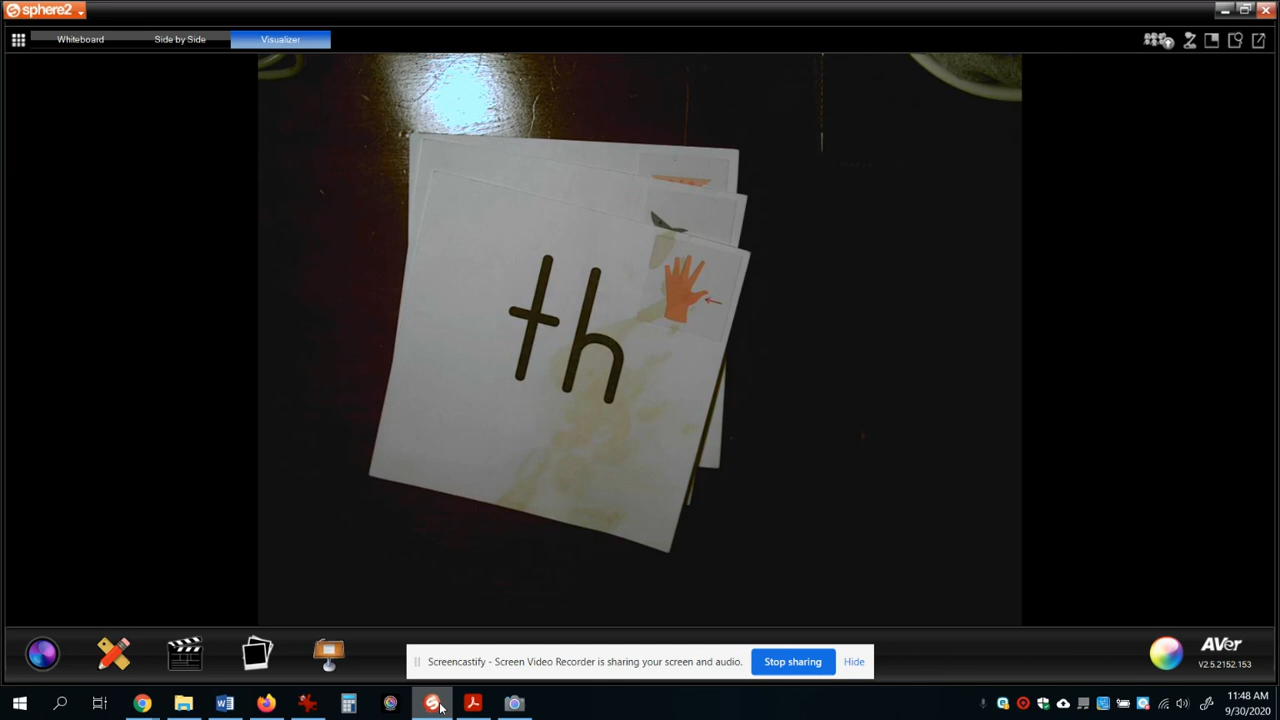 sphere2
Whiteboard
Side by Side
Visualizer
th
Screencastify - Screen Video Recorder is sharing your screen and audio.
Stop sharing
Hide
AVer
V2.5.2152.153
11:48 AM
9/30/2020